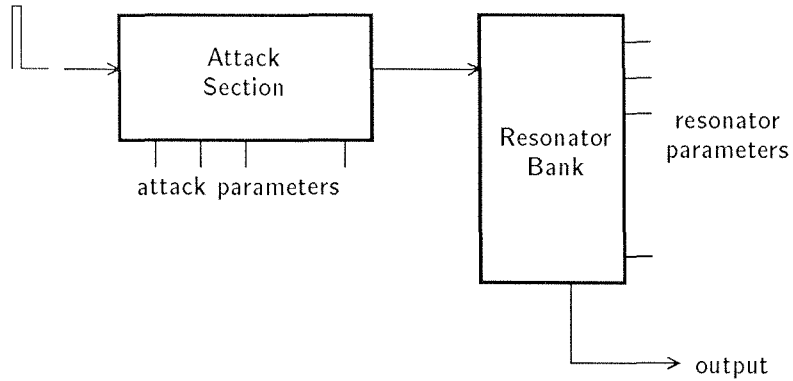 Attack
Section
attack parameters
Resonator
Bank
resonator
parameters
output